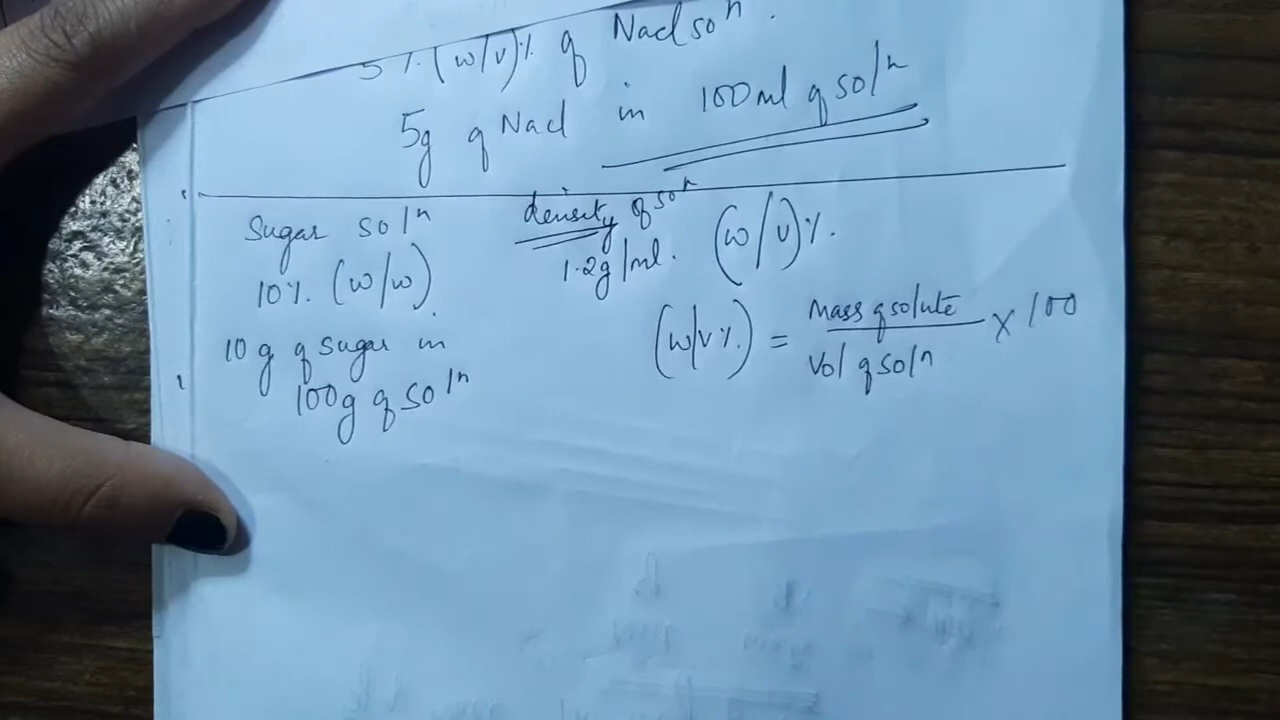 5 %. (w/v)% of Nacl soⁿ.
5g of Nacl in 100ml of solⁿ
Sugar solⁿ
10%. (w/w).
10 g of sugar in
100g of solⁿ
density of solⁿ
1.2g/ml.
(w/v)%.
(w/v%.) = Mass of solute / Vol of solⁿ × 100